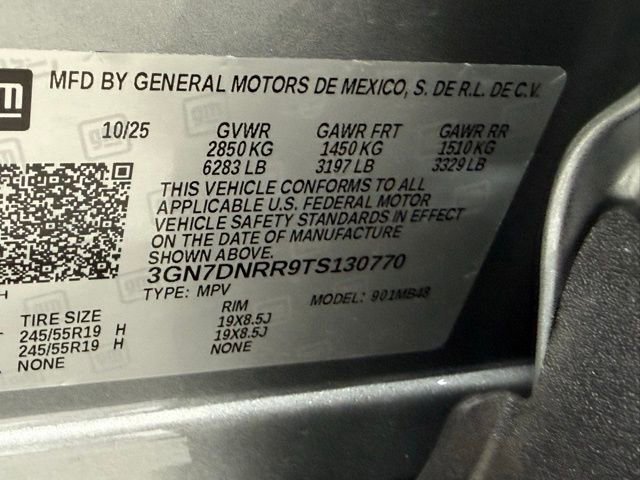 gm
MFD BY GENERAL MOTORS DE MEXICO, S. DE R.L. DE C.V.
10/25 GVWR GAWR FRT GAWR RR
2850 KG 1450 KG 1510 KG
6283 LB 3197 LB 3329 LB
THIS VEHICLE CONFORMS TO ALL
APPLICABLE U.S. FEDERAL MOTOR
VEHICLE SAFETY STANDARDS IN EFFECT
ON THE DATE OF MANUFACTURE
SHOWN ABOVE.
3GN7DNRR9TS130770
TYPE: MPV MODEL: 901MB48
TIRE SIZE RIM
245/55R19 H 19X8.5J
245/55R19 H 19X8.5J
NONE NONE